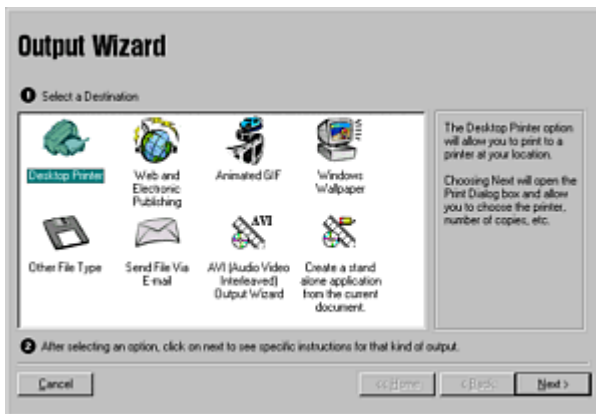 Output Wizard
1 Select a Destination
Desktop Printer
Web and
Electronic
Publishing
Animated GIF
Windows
Wallpaper
Other File Type
Send File Via
E-mail
AVI
AVI (Audio Video
Interleaved)
Output Wizard
Create a stand
alone application
from the current
document.
The Desktop Printer option
will allow you to print to a
printer at your location.
Choosing Next will open the
Print Dialog box and allow
you to choose the printer,
number of copies, etc.
2 After selecting an option, click on next to see specific instructions for that kind of output.
Cancel
<< Home
< Back
Next >